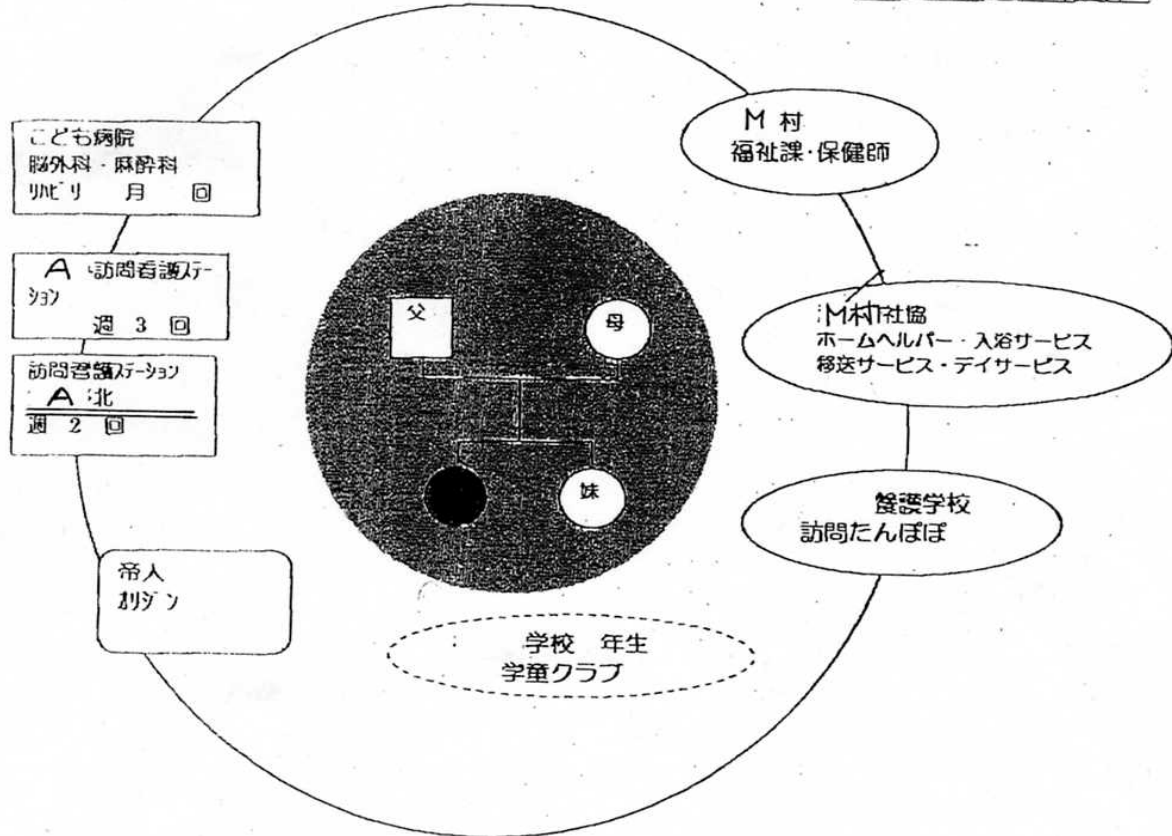 こども病院
脳外科・麻酔科
リハビリ 月 回
A 訪問看護ステー
ション
週 3 回
訪問看護ステーション
A 北
週 2 回
帝人
オリジン
M 村
福祉課・保健師
M村社協
ホームヘルパー・入浴サービス
移送サービス・デイサービス
養護学校
訪問たんぽぽ
父
母
妹
学校 年生
学童クラブ